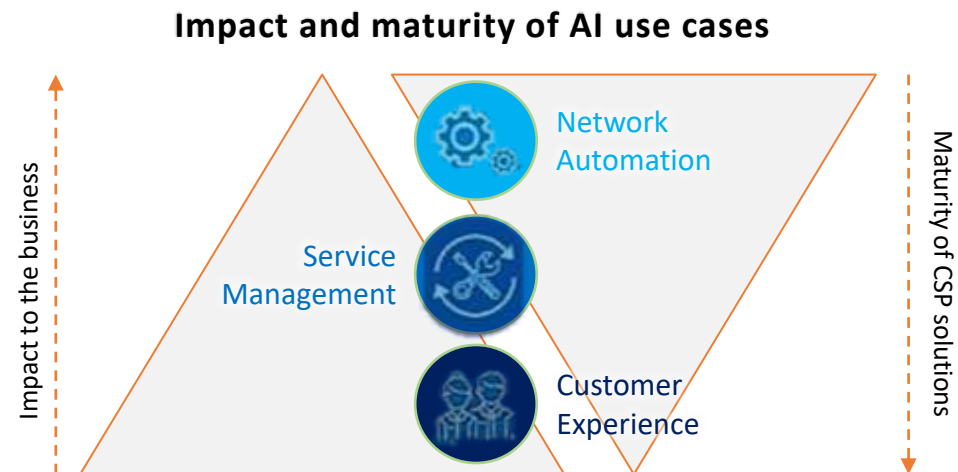 Impact and maturity of AI use cases
Impact to the business
Network
Automation
Service
Management
Customer
Experience
Maturity of CSP solutions